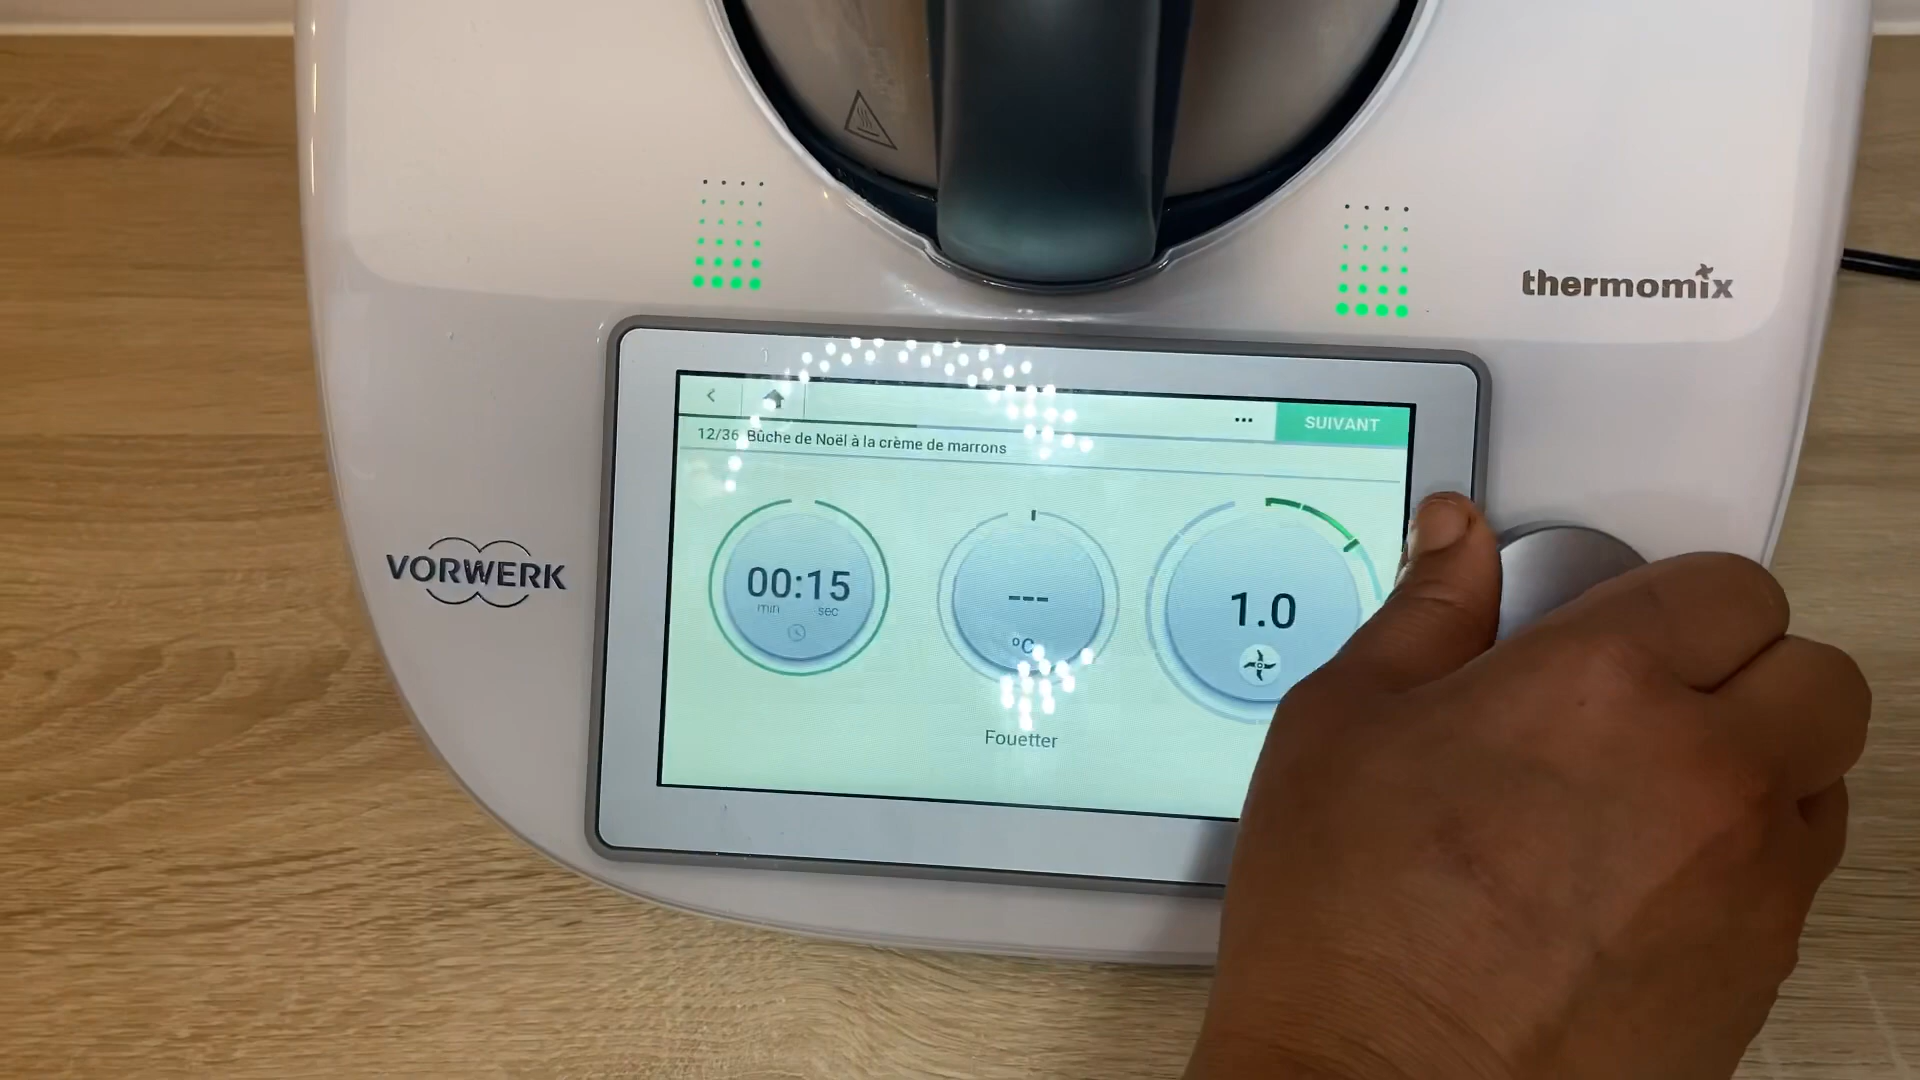 thermomix
VORWERK
SUIVANT
12/36 Bûche de Noël à la crème de marrons
00:15
min sec
---
°C
1.0
Fouetter